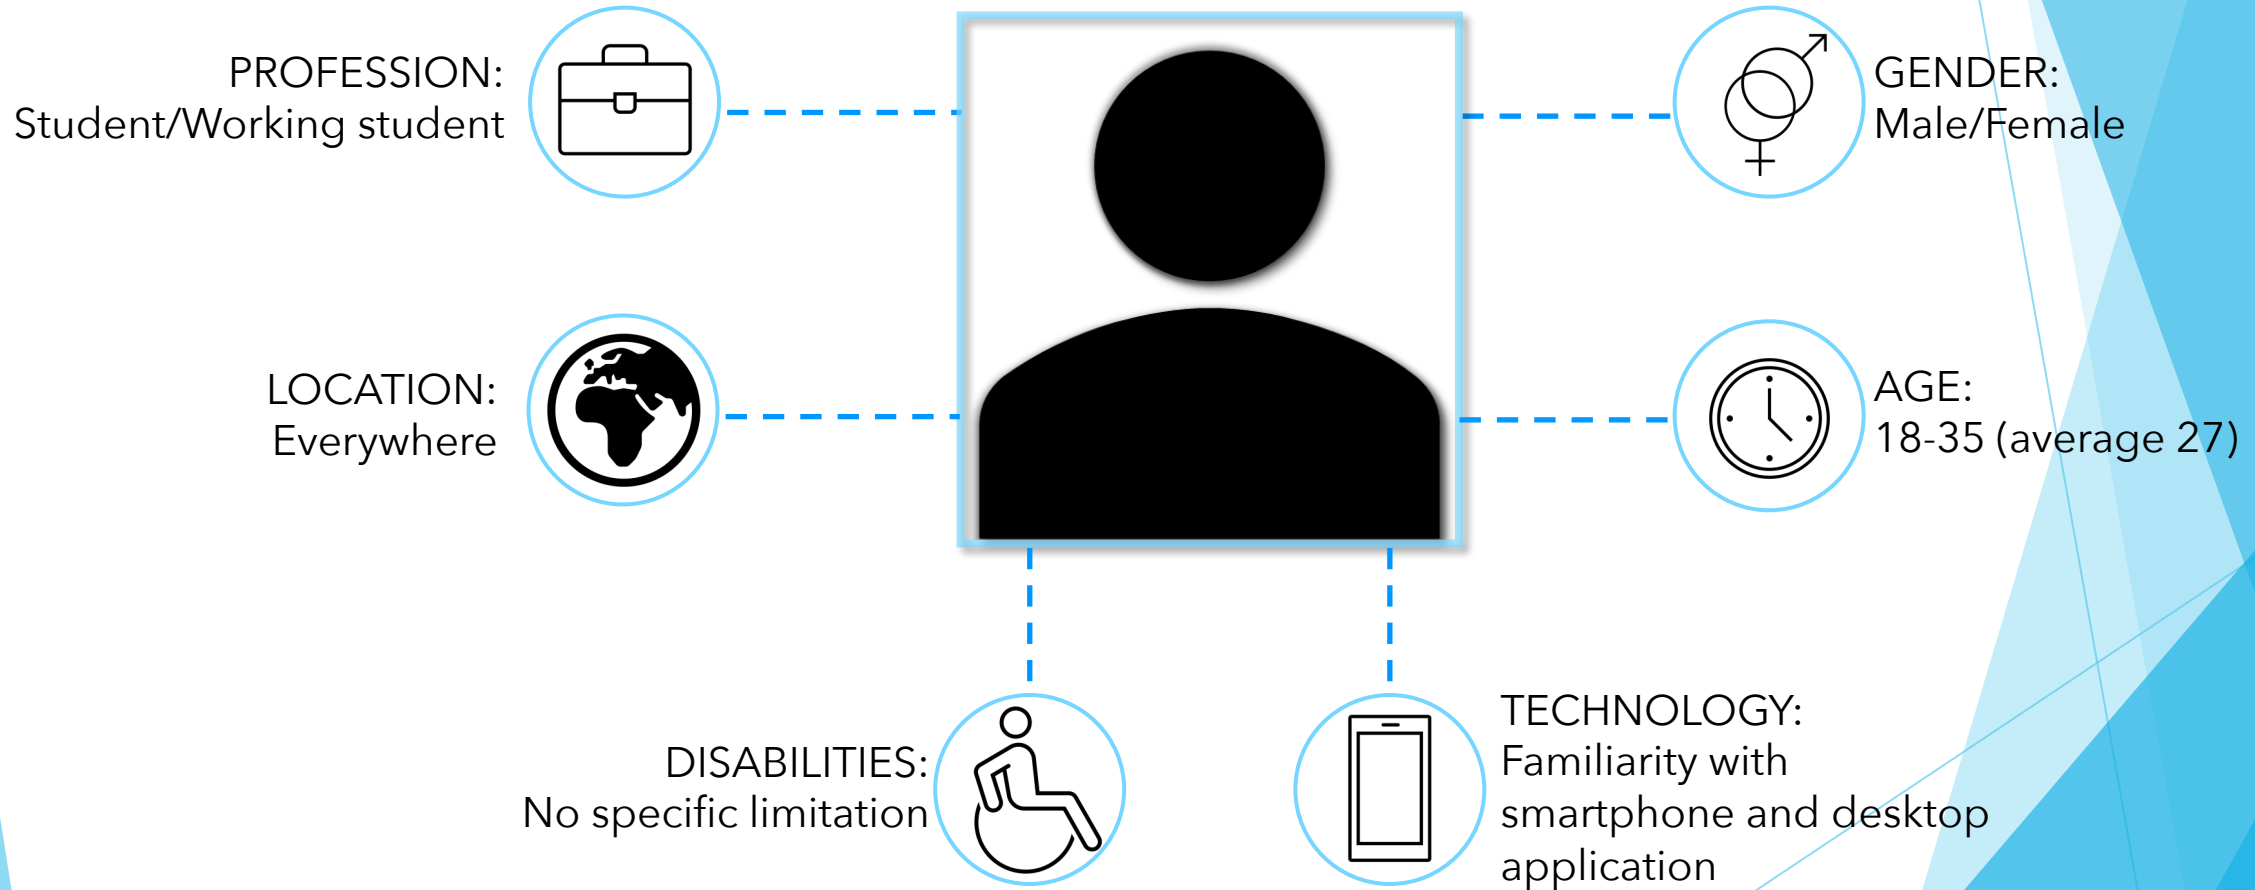 PROFESSION:
Student/Working student
GENDER:
Male/Female
LOCATION:
Everywhere
AGE:
18-35 (average 27)
DISABILITIES:
No specific limitation
TECHNOLOGY:
Familiarity with
smartphone and desktop
application